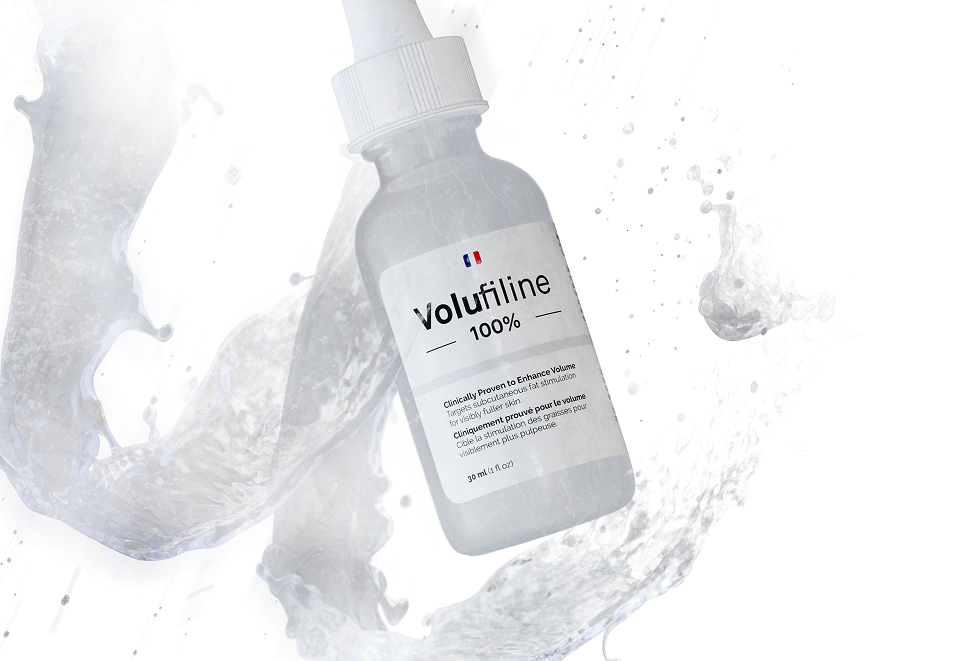 Volufiline
100%
Clinically Proven to Enhance Volume
Targets subcutaneous fat stimulation
for visibly fuller skin.
Cliniquement prouvé pour le volume
Cible la stimulation des graisses pour
visiblement plus pulpeuse.
30 ml (1 fl oz)